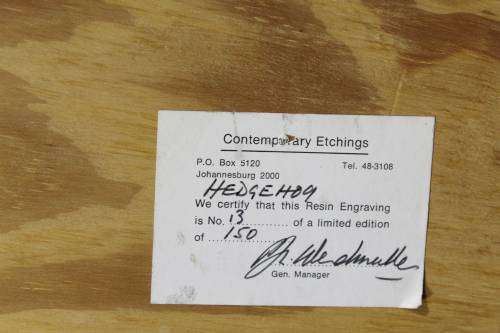 Contemporary Etchings
P.O. Box 5120 Tel. 48-3108
Johannesburg 2000
HEDGEHOG
We certify that this Resin Engraving
is No. 13 of a limited edition
of 150
Gen. Manager